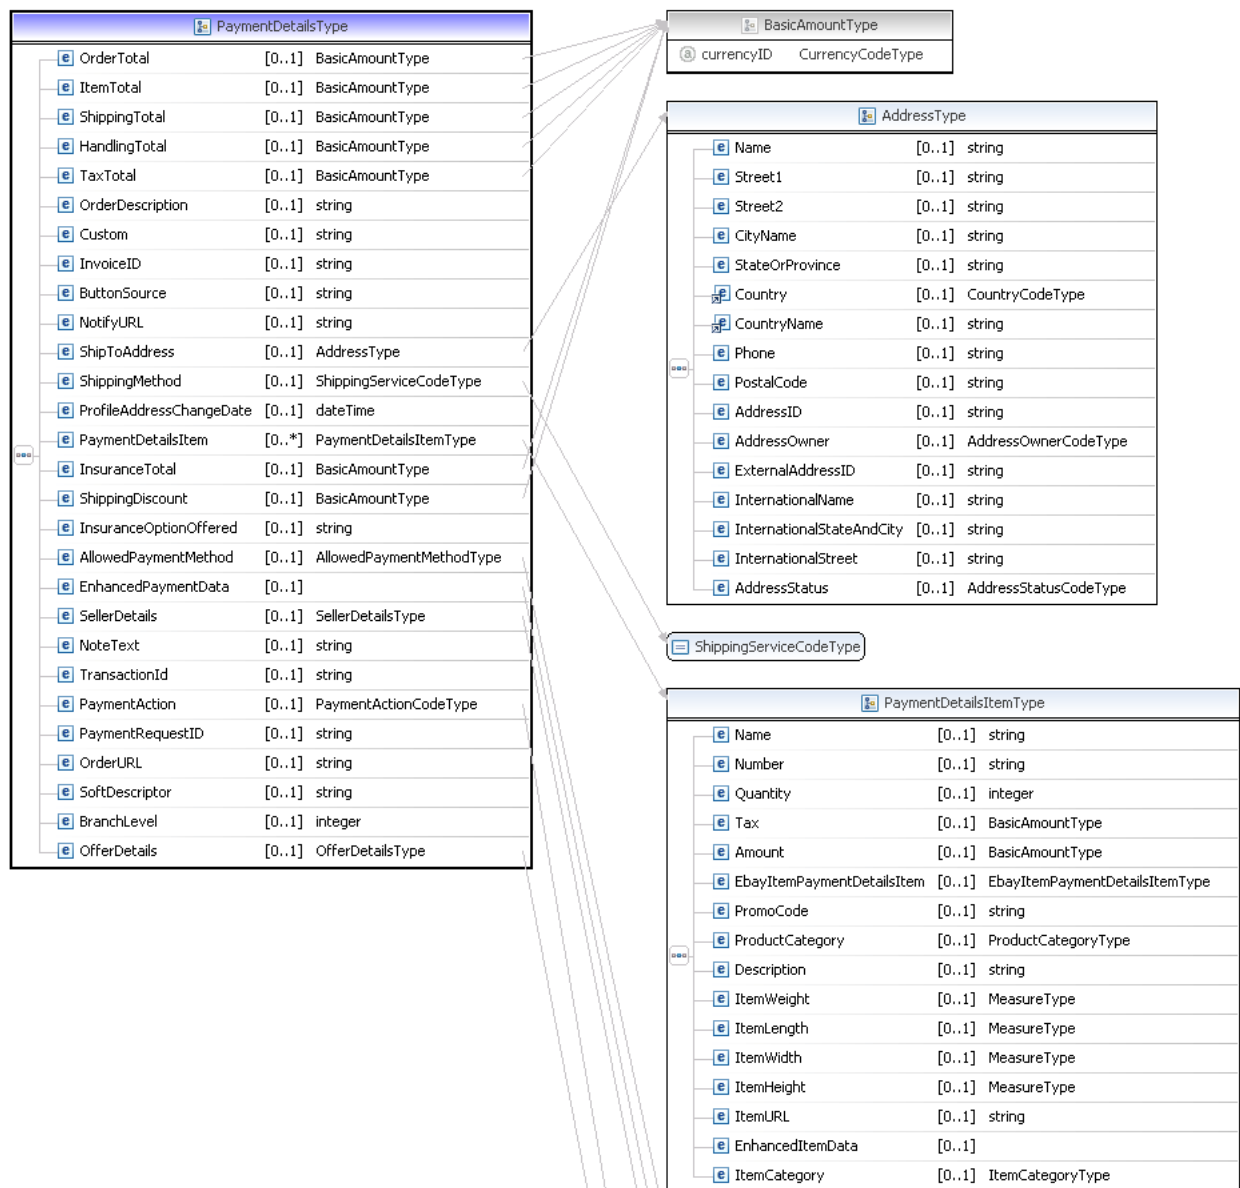 PaymentDetailsType
OrderTotal [0..1] BasicAmountType
ItemTotal [0..1] BasicAmountType
ShippingTotal [0..1] BasicAmountType
HandlingTotal [0..1] BasicAmountType
TaxTotal [0..1] BasicAmountType
OrderDescription [0..1] string
Custom [0..1] string
InvoiceID [0..1] string
ButtonSource [0..1] string
NotifyURL [0..1] string
ShipToAddress [0..1] AddressType
ShippingMethod [0..1] ShippingServiceCodeType
ProfileAddressChangeDate [0..1] dateTime
PaymentDetailsItem [0..*] PaymentDetailsItemType
InsuranceTotal [0..1] BasicAmountType
ShippingDiscount [0..1] BasicAmountType
InsuranceOptionOffered [0..1] string
AllowedPaymentMethod [0..1] AllowedPaymentMethodType
EnhancedPaymentData [0..1]
SellerDetails [0..1] SellerDetailsType
NoteText [0..1] string
TransactionId [0..1] string
PaymentAction [0..1] PaymentActionCodeType
PaymentRequestID [0..1] string
OrderURL [0..1] string
SoftDescriptor [0..1] string
BranchLevel [0..1] integer
OfferDetails [0..1] OfferDetailsType
BasicAmountType
currencyID CurrencyCodeType
AddressType
Name [0..1] string
Street1 [0..1] string
Street2 [0..1] string
CityName [0..1] string
StateOrProvince [0..1] string
Country [0..1] CountryCodeType
CountryName [0..1] string
Phone [0..1] string
PostalCode [0..1] string
AddressID [0..1] string
AddressOwner [0..1] AddressOwnerCodeType
ExternalAddressID [0..1] string
InternationalName [0..1] string
InternationalStateAndCity [0..1] string
InternationalStreet [0..1] string
AddressStatus [0..1] AddressStatusCodeType
ShippingServiceCodeType
PaymentDetailsItemType
Name [0..1] string
Number [0..1] string
Quantity [0..1] integer
Tax [0..1] BasicAmountType
Amount [0..1] BasicAmountType
EbayItemPaymentDetailsItem [0..1] EbayItemPaymentDetailsItemType
PromoCode [0..1] string
ProductCategory [0..1] ProductCategoryType
Description [0..1] string
ItemWeight [0..1] MeasureType
ItemLength [0..1] MeasureType
ItemWidth [0..1] MeasureType
ItemHeight [0..1] MeasureType
ItemURL [0..1] string
EnhancedItemData [0..1]
ItemCategory [0..1] ItemCategoryType